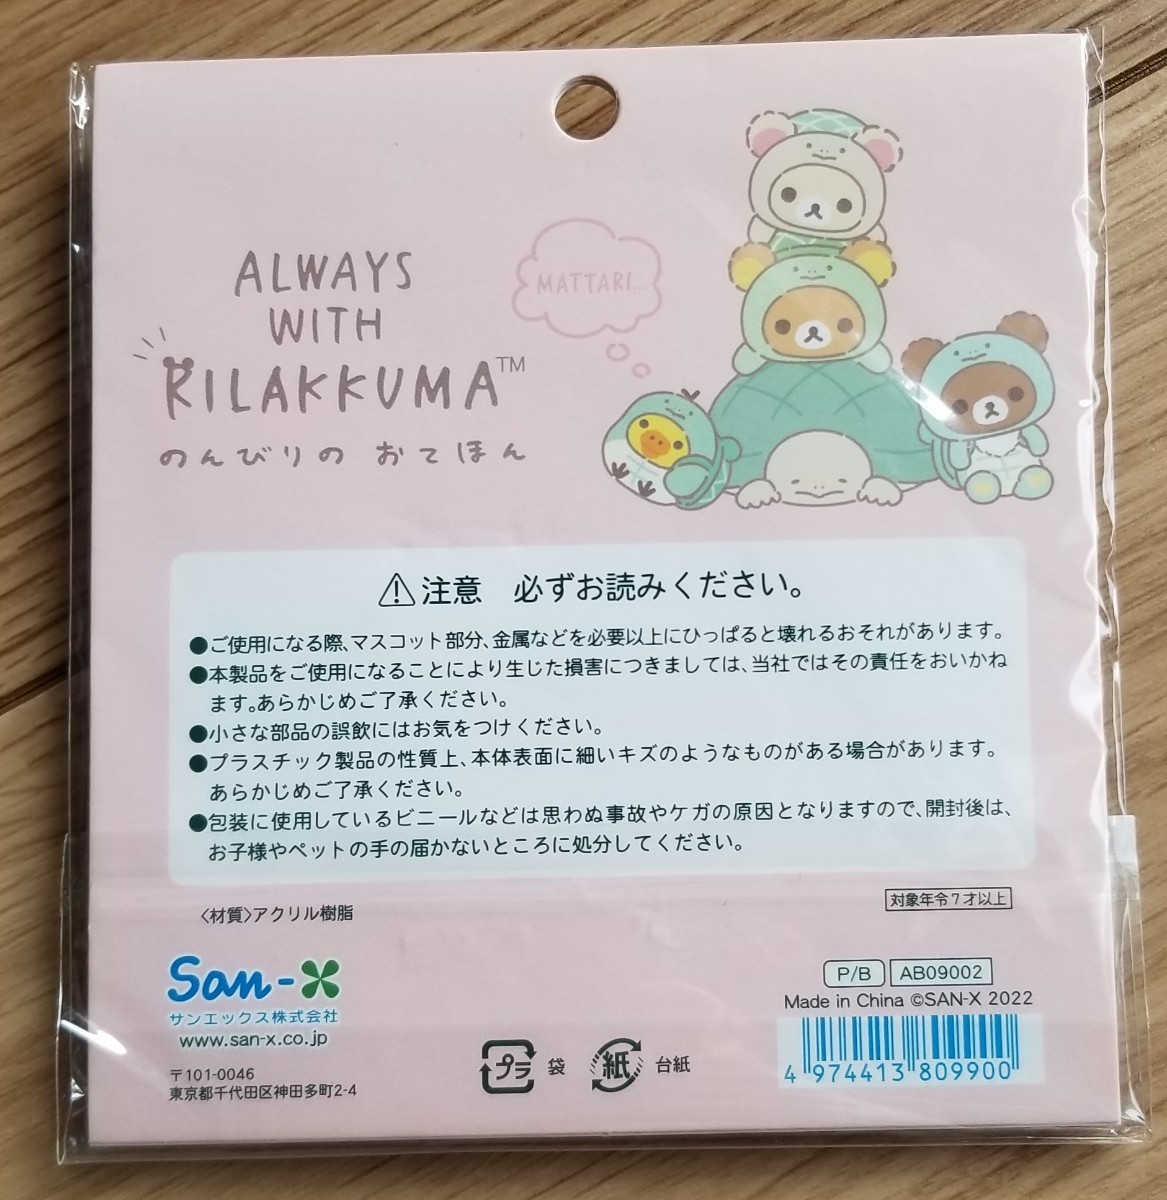 ALWAYS
WITH
RILAKKUMA™
のんびりの おてほん
MATTARI...
⚠注意 必ずお読みください。
●ご使用になる際、マスコット部分、金属などを必要以上にひっぱると壊れるおそれがあります。
●本製品をご使用になることにより生じた損害につきましては、当社ではその責任をおいかね
ます。あらかじめご了承ください。
●小さな部品の誤飲にはお気をつけください。
●プラスチック製品の性質上、本体表面に細いキズのようなものがある場合があります。
あらかじめご了承ください。
●包装に使用しているビニールなどは思わぬ事故やケガの原因となりますので、開封後は、
お子様やペットの手の届かないところに処分してください。
〈材質〉アクリル樹脂
対象年令7才以上
San-X
サンエックス株式会社
www.san-x.co.jp
〒101-0046
東京都千代田区神田多町2-4
プラ 袋
紙 台紙
P/B AB09002
Made in China ©SAN-X 2022
4 974413 809900